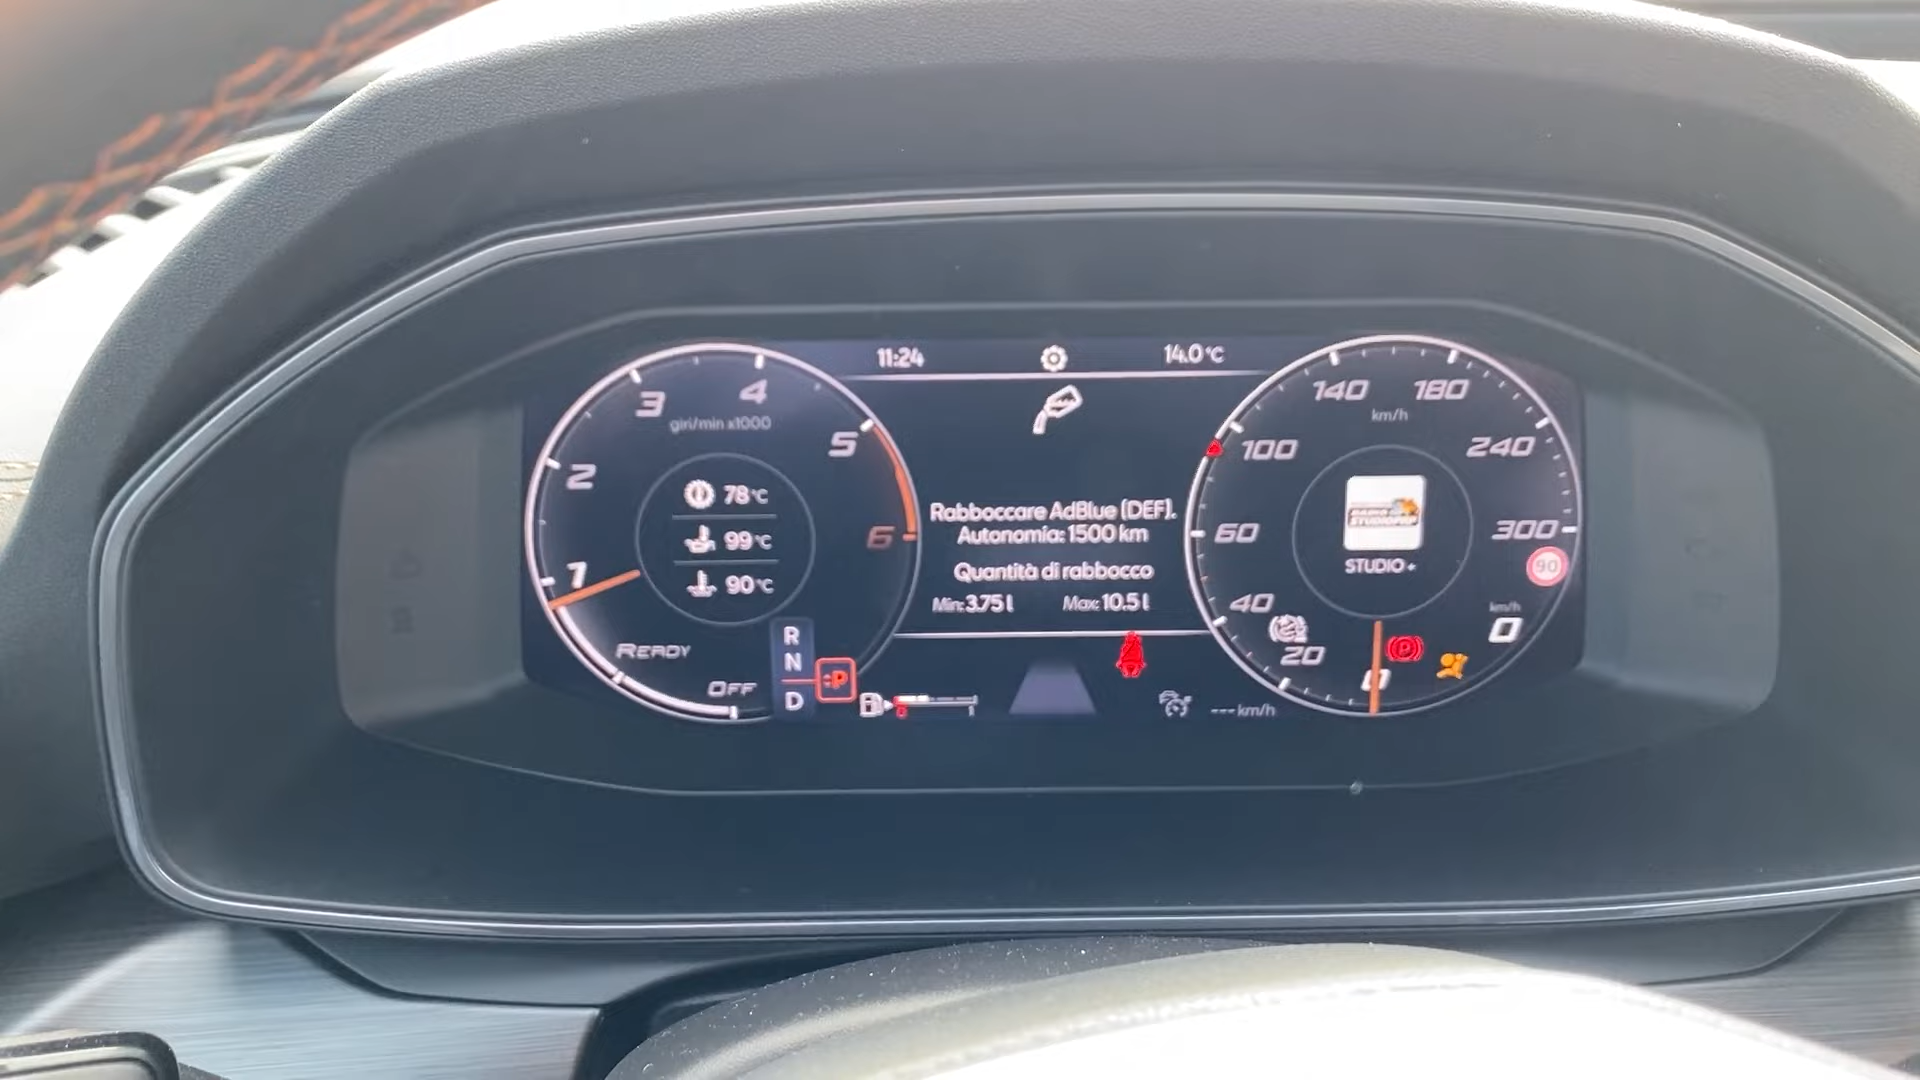 11:24
14.0°C
3
4
giri/min x1000
2
5
78°C
99°C
6
1
90°C
READY
OFF
R
N
P
D
Rabboccare AdBlue (DEF).
Autonomia: 1500 km
Quantità di rabbocco
Min: 3.75 l
Max: 10.5 l
0
1
--- km/h
140
180
km/h
100
240
STUDIO+
60
300
90
40
km/h
0
20
P
0